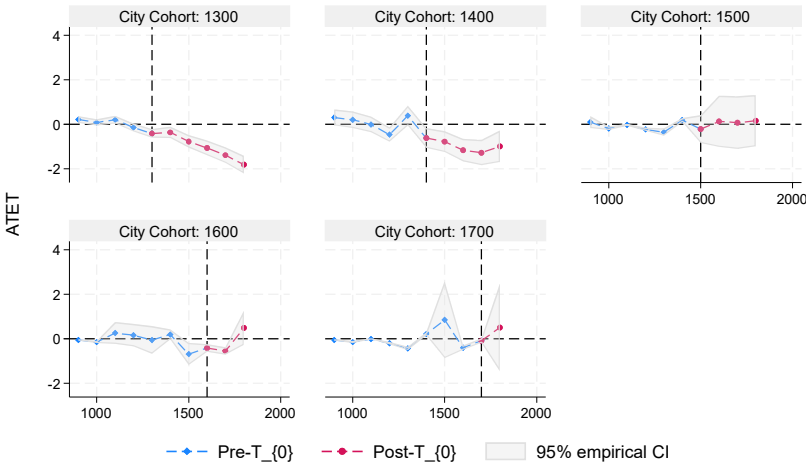 City Cohort: 1300
City Cohort: 1400
City Cohort: 1500
4
2
0
-2
1000
1500
2000
ATET
City Cohort: 1600
City Cohort: 1700
4
2
0
-2
1000
1500
2000
1000
1500
2000
Pre-T_{0}
Post-T_{0}
95% empirical CI